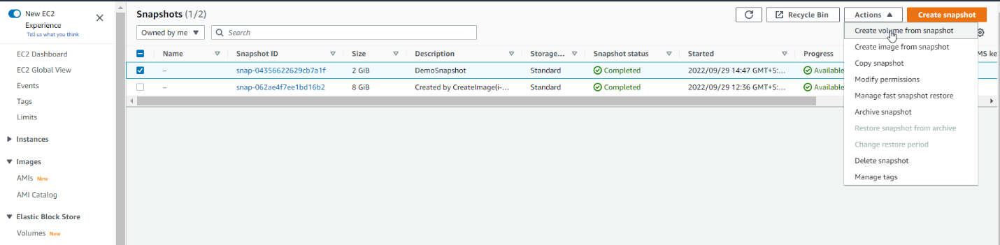 New EC2
Experience
Tell us what you think
EC2 Dashboard
EC2 Global View
Events
Tags
Limits
Instances
Images
AMIs New
AMI Catalog
Elastic Block Store
Volumes New
Snapshots (1/2)
Recycle Bin
Actions
Create snapshot
Owned by me
Search
Name
Snapshot ID
Size
Description
Storage...
Snapshot status
Started
Progress
MS ke
– snap-04356622629cb7a1f 2 GiB DemoSnapshot Standard Completed 2022/09/29 14:47 GMT+5:... Available
– snap-062ae4f7ee1bd16b2 8 GiB Created by CreateImage(i-... Standard Completed 2022/09/29 12:36 GMT+5:... Available
Create volume from snapshot
Create image from snapshot
Copy snapshot
Modify permissions
Manage fast snapshot restore
Archive snapshot
Restore snapshot from archive
Change restore period
Delete snapshot
Manage tags